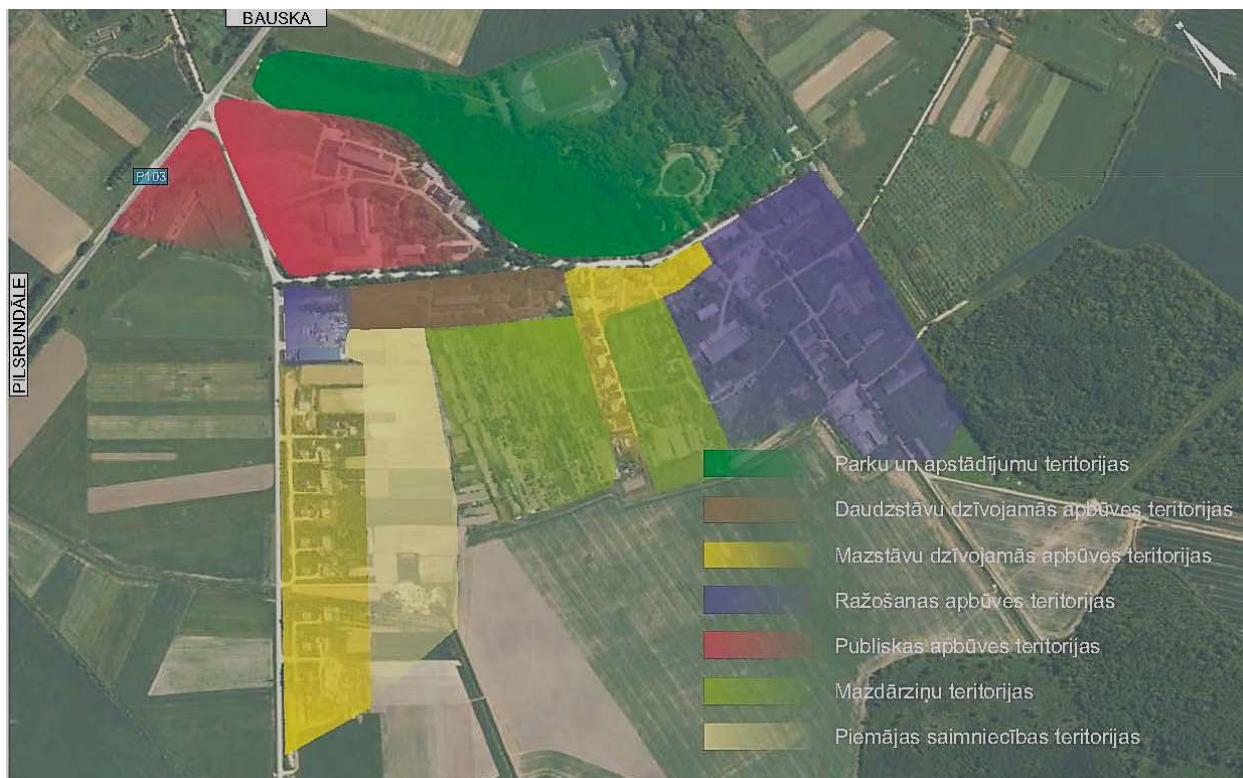 BAUSKA
P103
PILSRUNDĀLE
Parku un apstādījumu teritorijas
Daudzstāvu dzīvojamās apbūves teritorijas
Mazstāvu dzīvojamās apbūves teritorijas
Ražošanas apbūves teritorijas
Publiskas apbūves teritorijas
Mazdārziņu teritorijas
Piemājas saimniecības teritorijas